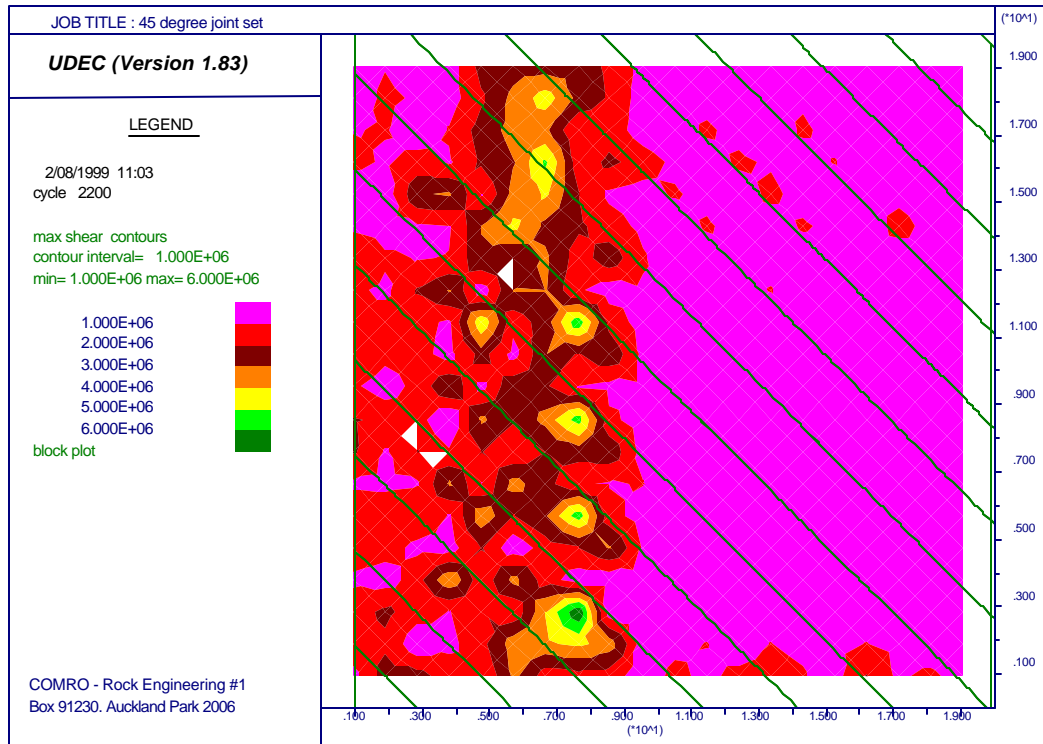 JOB TITLE : 45 degree joint set
UDEC (Version 1.83)
LEGEND
2/08/1999 11:03
cycle 2200
max shear contours
contour interval= 1.000E+06
min= 1.000E+06 max= 6.000E+06
1.000E+06
2.000E+06
3.000E+06
4.000E+06
5.000E+06
6.000E+06
block plot
COMRO - Rock Engineering #1
Box 91230. Auckland Park 2006
(*10^1)
1.900
1.700
1.500
1.300
1.100
.900
.700
.500
.300
.100
.100 .300 .500 .700 .900 1.100 1.300 1.500 1.700 1.900
(*10^1)